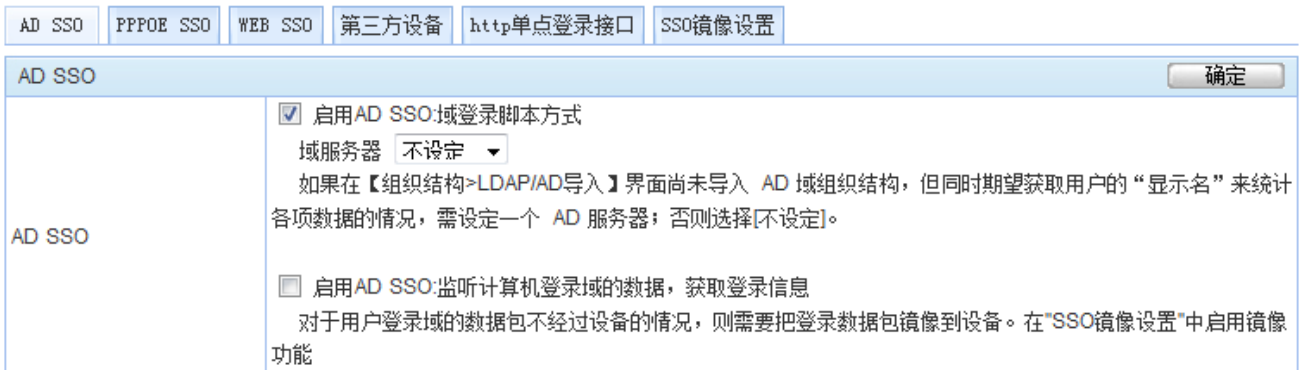 AD SSO PPPOE SSO WEB SSO 第三方设备 http单点登录接口 SSO镜像设置
AD SSO 确定
启用AD SSO:域登录脚本方式
域服务器 不设定
如果在【组织结构>LDAP/AD导入】界面尚未导入 AD 域组织结构，但同时期望获取用户的“显示名”来统计
各项数据的情况，需设定一个 AD 服务器；否则选择[不设定]。
AD SSO
启用AD SSO:监听计算机登录域的数据，获取登录信息
对于用户登录域的数据包不经过设备的情况，则需要把登录数据包镜像到设备。在"SSO镜像设置"中启用镜像
功能